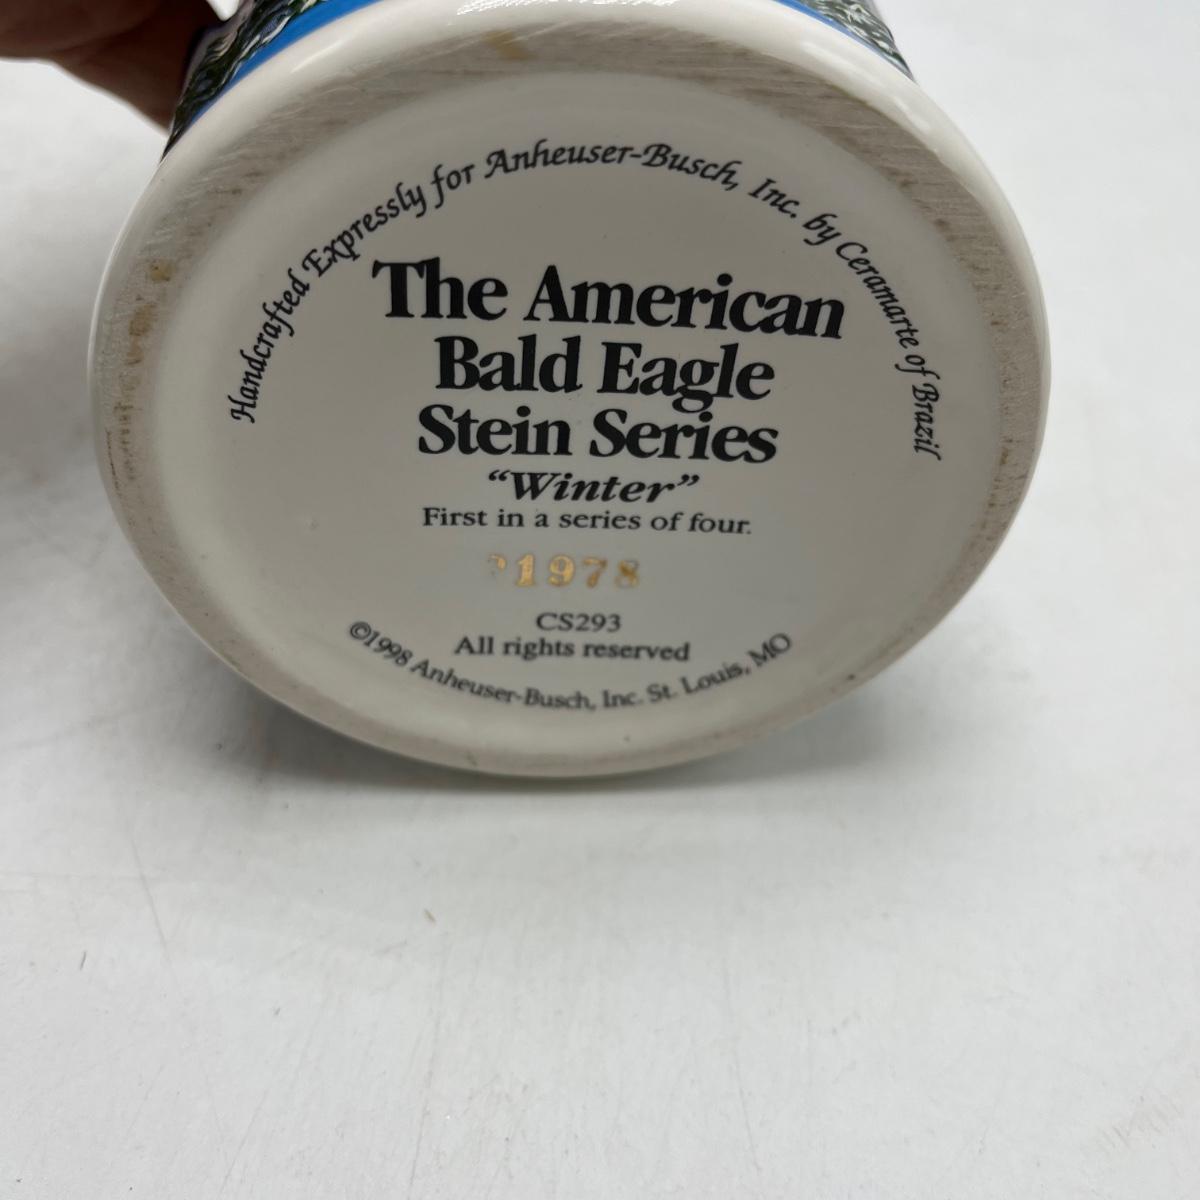 Handcrafted Expressly for Anheuser-Busch, Inc. by Ceramarte of Brazil
The American
Bald Eagle
Stein Series
“Winter”
First in a series of four.
1978
CS293
All rights reserved
©1998 Anheuser-Busch, Inc. St. Louis, MO